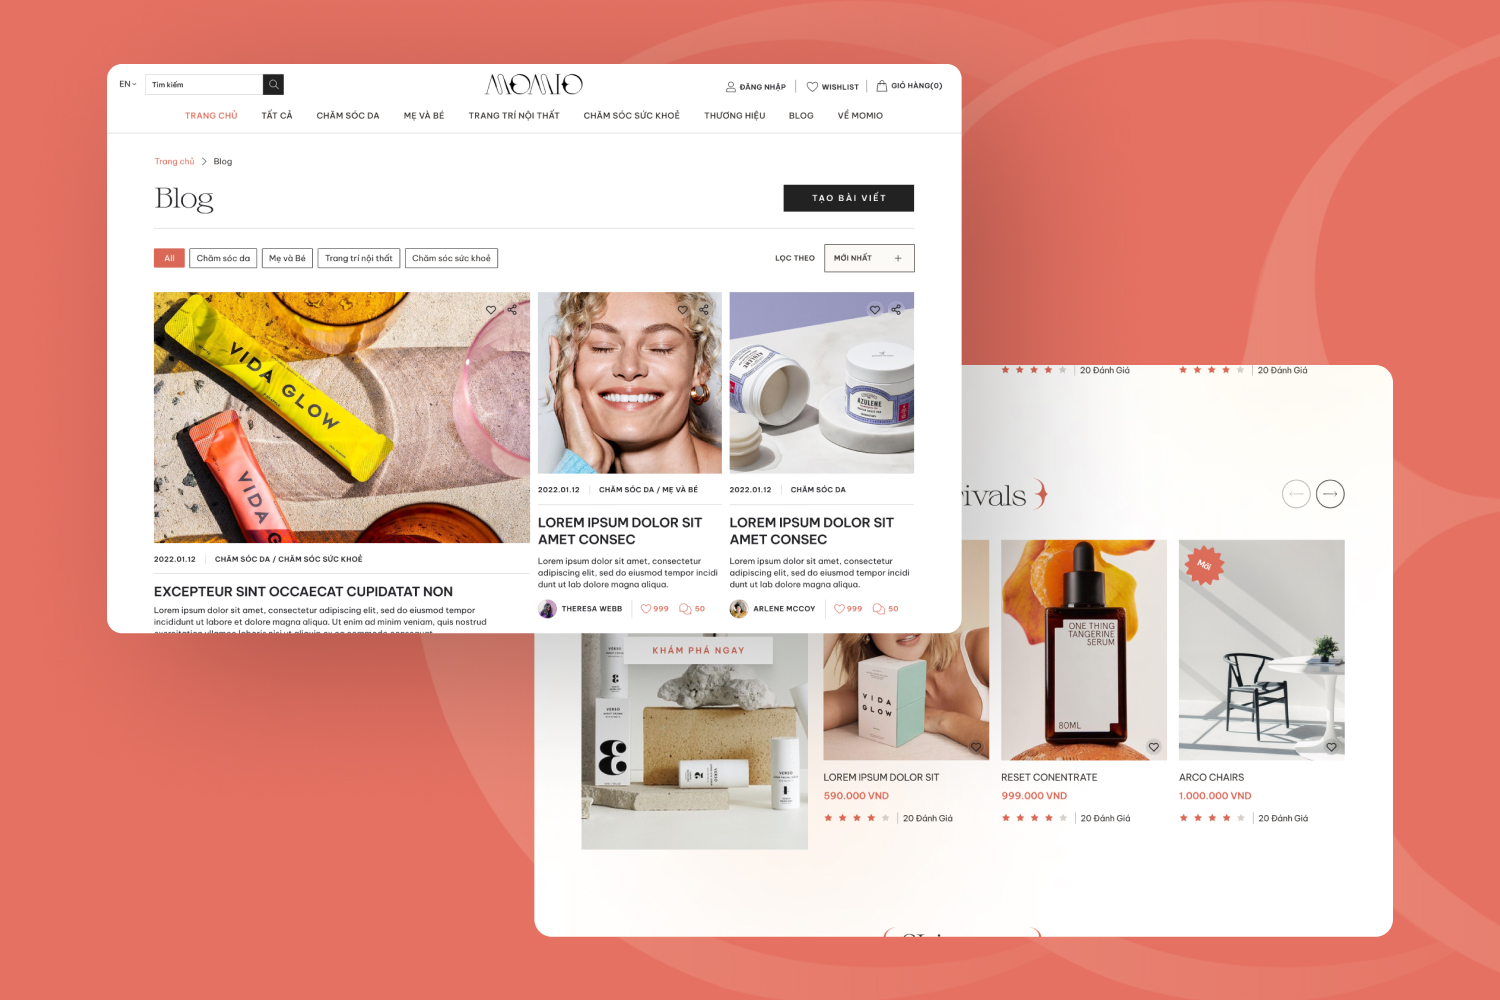 EN
Tìm kiếm
MOMIO
ĐĂNG NHẬP
WISHLIST
GIỎ HÀNG(0)
TRANG CHỦ
TẤT CẢ
CHĂM SÓC DA
MẸ VÀ BÉ
TRANG TRÍ NỘI THẤT
CHĂM SÓC SỨC KHOẺ
THƯƠNG HIỆU
BLOG
VỀ MOMIO
Trang chủ > Blog
Blog
TẠO BÀI VIẾT
All
Chăm sóc da
Mẹ và Bé
Trang trí nội thất
Chăm sóc sức khoẻ
LỌC THEO
MỚI NHẤT +
VIDA GLOW
VIDA G
AZULENE
AZULENE
2022.01.12
CHĂM SÓC DA / CHĂM SÓC SỨC KHOẺ
EXCEPTEUR SINT OCCAECAT CUPIDATAT NON
Lorem ipsum dolor sit amet, consectetur adipiscing elit, sed do eiusmod tempor
incididunt ut labore et dolore magna aliqua. Ut enim ad minim veniam, quis nostrud
2022.01.12
CHĂM SÓC DA / MẸ VÀ BÉ
LOREM IPSUM DOLOR SIT
AMET CONSEC
Lorem ipsum dolor sit amet, consectetur
adipiscing elit, sed do eiusmod tempor incidi
dunt ut lab dolore magna aliqua.
THERESA WEBB
999
50
2022.01.12
CHĂM SÓC DA
LOREM IPSUM DOLOR SIT
AMET CONSEC
Lorem ipsum dolor sit amet, consectetur
adipiscing elit, sed do eiusmod tempor incidi
dunt ut lab dolore magna aliqua.
ARLENE MCCOY
999
50
20 Đánh Giá
20 Đánh Giá
rivals
KHÁM PHÁ NGAY
VERSO
3
VERSO
3
VERSO
2
VERSO
1
VIDA
GLOW
ONE THING
TANGERINE
SERUM
80ML
Mới
LOREM IPSUM DOLOR SIT
590.000 VND
20 Đánh Giá
RESET CONENTRATE
999.000 VND
20 Đánh Giá
ARCO CHAIRS
1.000.000 VND
20 Đánh Giá